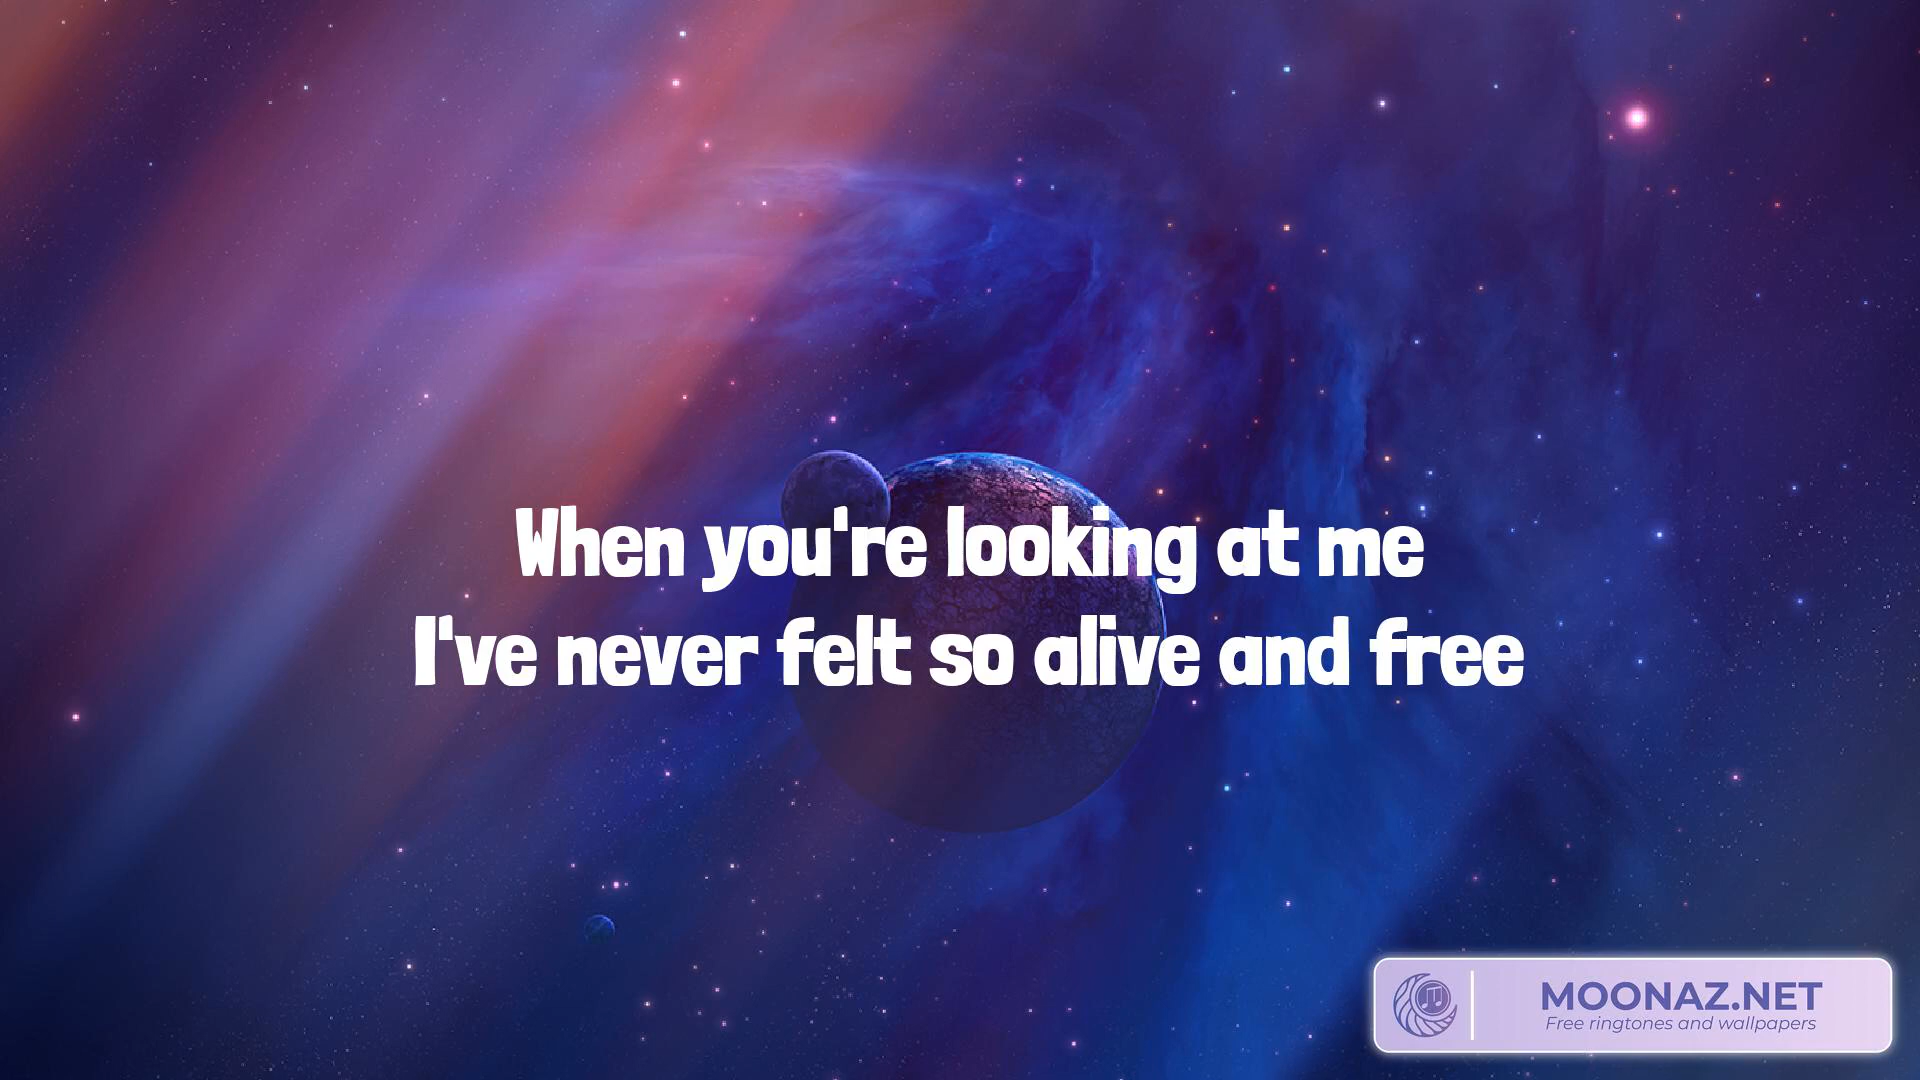 When you're looking at me
I've never felt so alive and free
MOONAZ.NET
Free ringtones and wallpapers